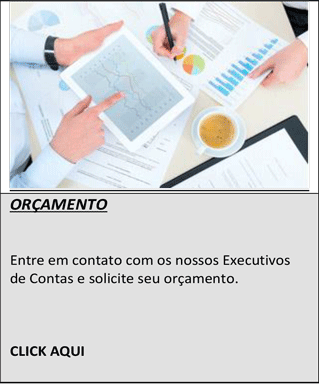 ORÇAMENTO
Entre em contato com os nossos Executivos
de Contas e solicite seu orçamento.
CLICK AQUI